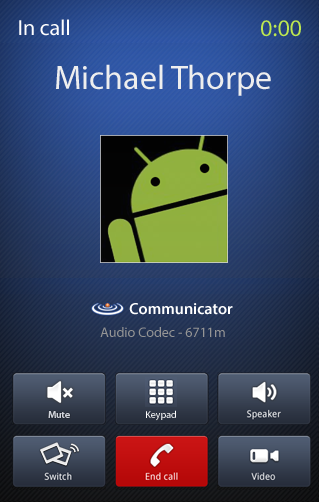 In call 0:00
Michael Thorpe
Communicator
Audio Codec - 6711m
Mute Keypad Speaker
Switch End call Video